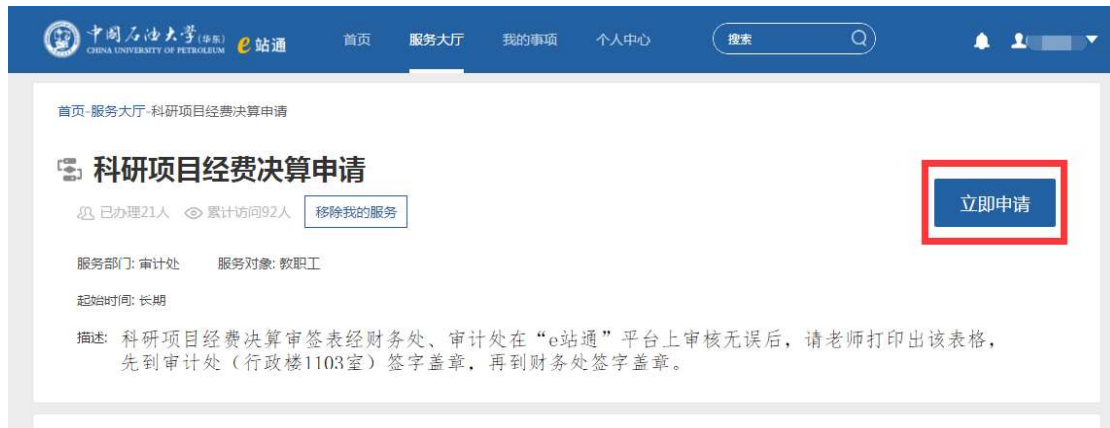 中国石油大学(华东)
CHINA UNIVERSITY OF PETROLEUM
e站通
首页 服务大厅 我的事项 个人中心 搜索
首页-服务大厅-科研项目经费决算申请
科研项目经费决算申请
立即申请
已办理21人 累计访问92人 移除我的服务
服务部门: 审计处 服务对象: 教职工
起始时间: 长期
描述: 科研项目经费决算审签表经财务处、审计处在“e站通”平台上审核无误后，请老师打印出该表格，
先到审计处（行政楼1103室）签字盖章，再到财务处签字盖章。